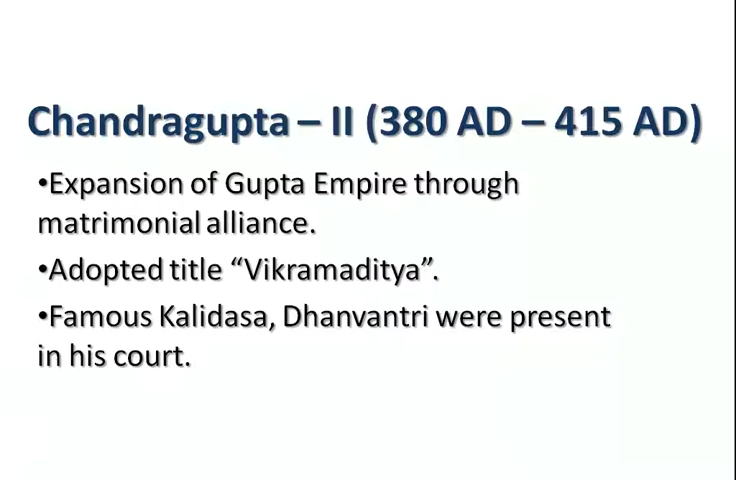 Chandragupta – II (380 AD – 415 AD)
•Expansion of Gupta Empire through
matrimonial alliance.
•Adopted title “Vikramaditya”.
•Famous Kalidasa, Dhanvantri were present
in his court.